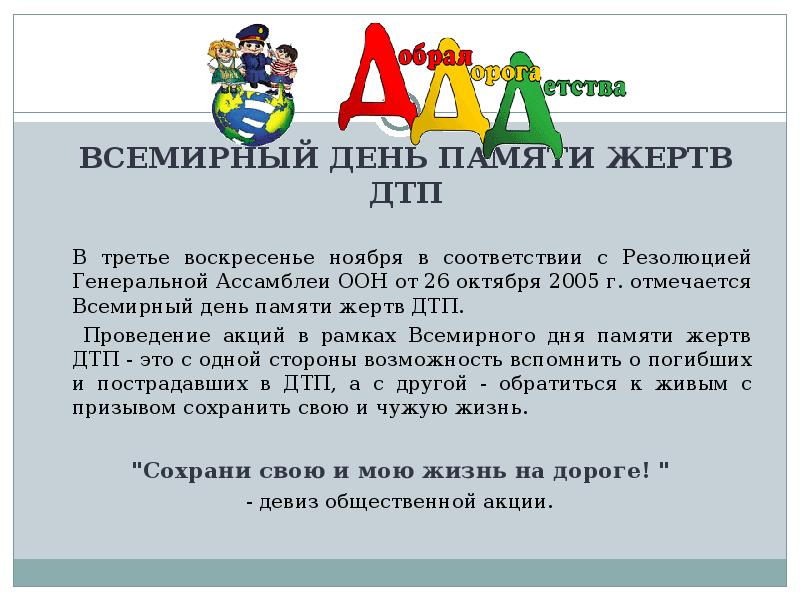 Добрая
Дорога
Детства
ВСЕМИРНЫЙ ДЕНЬ ПАМЯТИ ЖЕРТВ
ДТП
В третье воскресенье ноября в соответствии с Резолюцией
Генеральной Ассамблеи ООН от 26 октября 2005 г. отмечается
Всемирный день памяти жертв ДТП.
Проведение акций в рамках Всемирного дня памяти жертв
ДТП - это с одной стороны возможность вспомнить о погибших
и пострадавших в ДТП, а с другой - обратиться к живым с
призывом сохранить свою и чужую жизнь.
"Сохрани свою и мою жизнь на дороге! "
- девиз общественной акции.